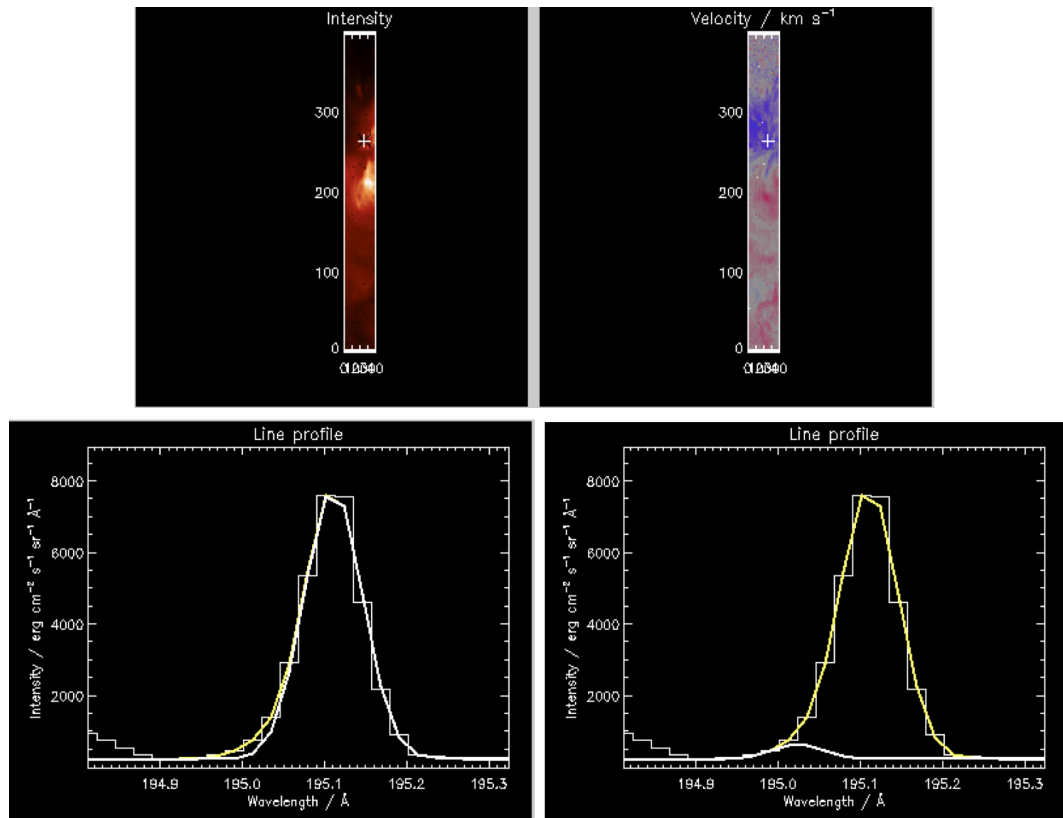 Intensity
300
200
100
0
Velocity / km s⁻¹
300
200
100
0
Line profile
Intensity / erg cm⁻² s⁻¹ sr⁻¹ Å⁻¹
8000
6000
4000
2000
194.9 195.0 195.1 195.2 195.3
Wavelength / Å
Line profile
Intensity / erg cm⁻² s⁻¹ sr⁻¹ Å⁻¹
8000
6000
4000
2000
194.9 195.0 195.1 195.2 195.3
Wavelength / Å